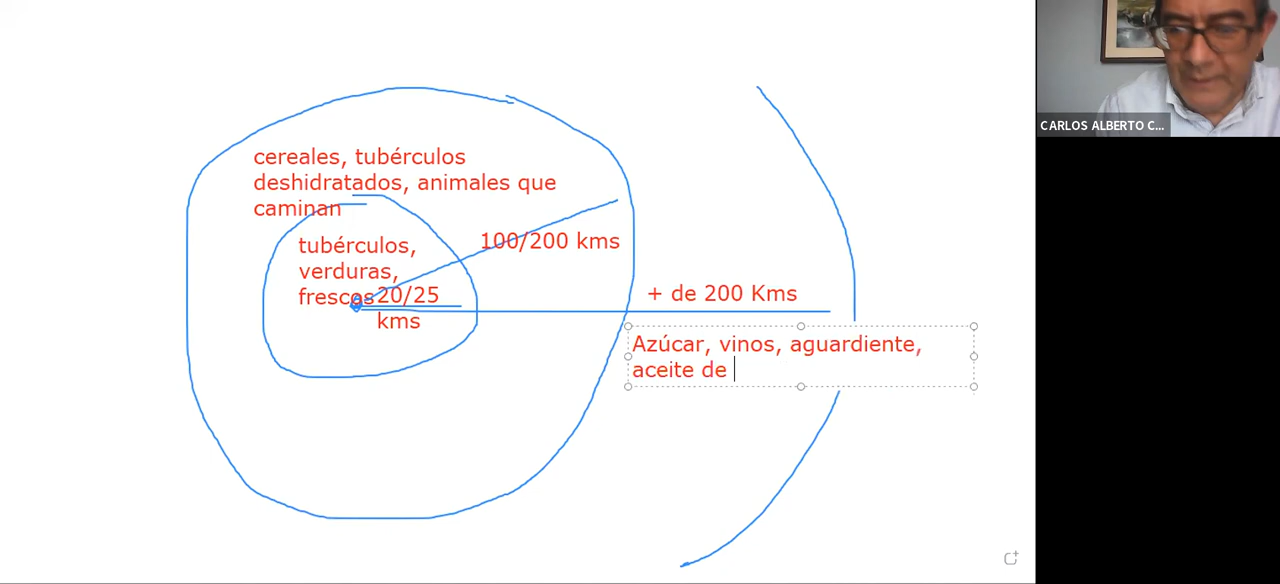 cereales, tubérculos
deshidratados, animales que
caminan
tubérculos,
verduras,
frescos
20/25
kms
100/200 kms
+ de 200 Kms
Azúcar, vinos, aguardiente,
aceite de
CARLOS ALBERTO C...